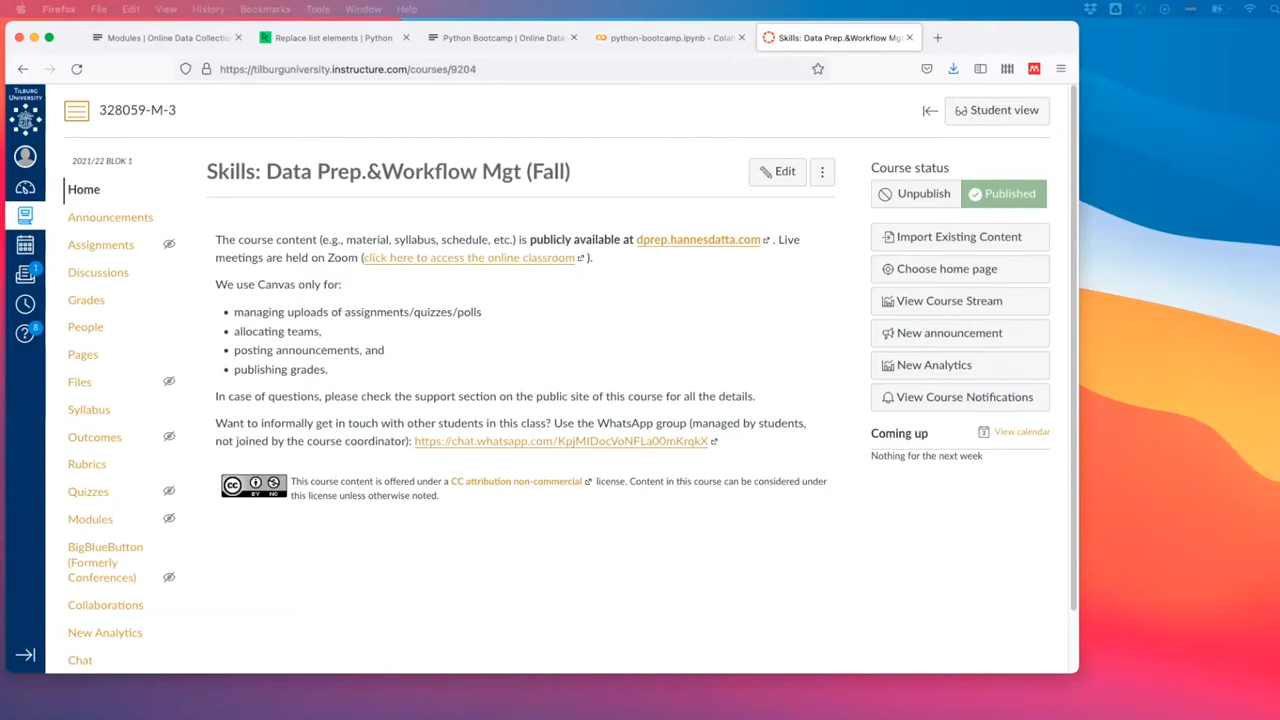 Firefox File Edit View History Bookmarks Tools Window Help
Modules | Online Data Collectio
Replace list elements | Python
Python Bootcamp | Online Data
python-bootcamp.ipynb - Colab
Skills: Data Prep.&Workflow Mgt
https://tilburguniversity.instructure.com/courses/9204
TILBURG
UNIVERSITY
328059-M-3
Student view
2021/22 BLOK 1
Home
Announcements
Assignments
Discussions
Grades
People
Pages
Files
Syllabus
Outcomes
Rubrics
Quizzes
Modules
BigBlueButton
(Formerly
Conferences)
Collaborations
New Analytics
Chat
1
8
Skills: Data Prep.&Workflow Mgt (Fall)
Edit
The course content (e.g., material, syllabus, schedule, etc.) is publicly available at dprep.hannesdatta.com . Live
meetings are held on Zoom (click here to access the online classroom ).
We use Canvas only for:
• managing uploads of assignments/quizzes/polls
• allocating teams,
• posting announcements, and
• publishing grades.
In case of questions, please check the support section on the public site of this course for all the details.
Want to informally get in touch with other students in this class? Use the WhatsApp group (managed by students,
not joined by the course coordinator): https://chat.whatsapp.com/KpjMIDocVoNFLa00mKrqkX
CC BY NC
This course content is offered under a CC attribution non-commercial license. Content in this course can be considered under
this license unless otherwise noted.
Course status
Unpublish Published
Import Existing Content
Choose home page
View Course Stream
New announcement
New Analytics
View Course Notifications
Coming up View calendar
Nothing for the next week